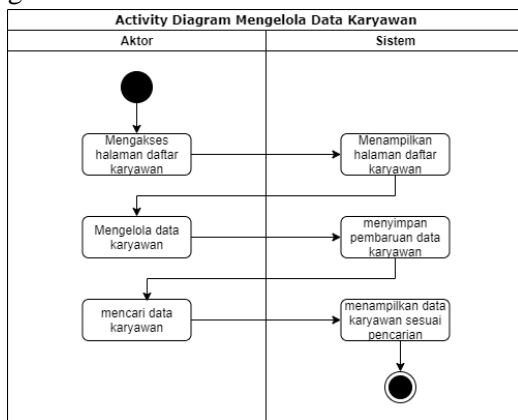 Activity Diagram Mengelola Data Karyawan
Aktor
Sistem
Mengakses
halaman daftar
karyawan
Menampilkan
halaman daftar
karyawan
Mengelola data
karyawan
menyimpan
pembaruan data
karyawan
mencari data
karyawan
menampilkan data
karyawan sesuai
pencarian